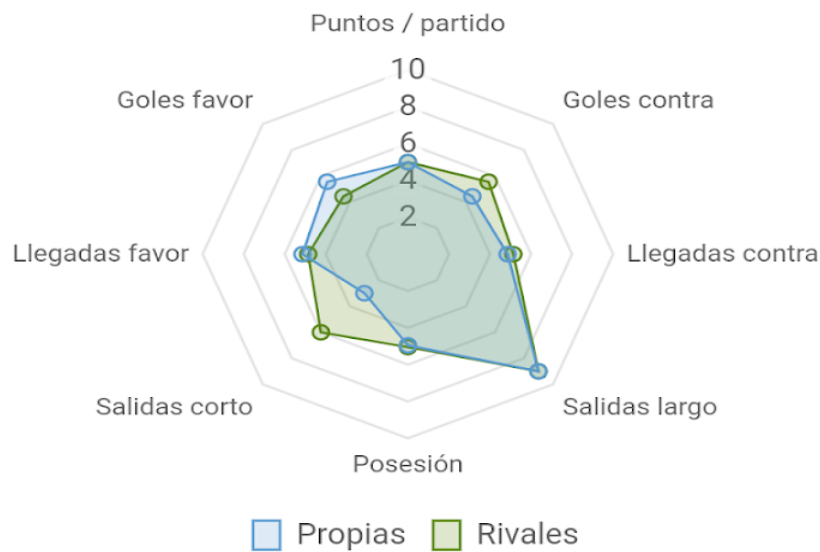 Puntos / partido
10
Goles favor
Goles contra
8
6
4
2
Llegadas favor
Llegadas contra
Salidas corto
Salidas largo
Posesión
Propias
Rivales